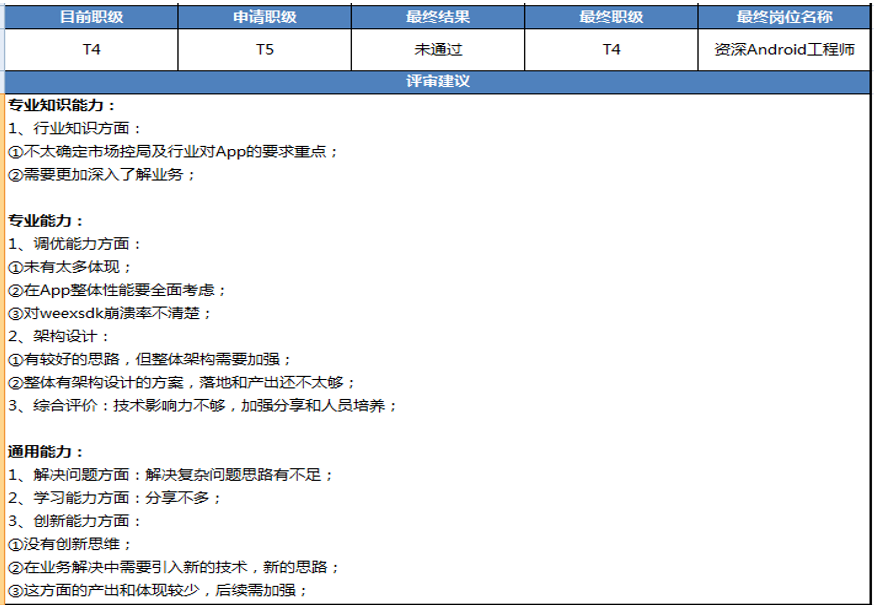 目前职级 申请职级 最终结果 最终职级 最终岗位名称
T4 T5 未通过 T4 资深Android工程师
评审建议
专业知识能力：
1、行业知识方面：
①不太确定市场控局及行业对App的要求重点；
②需要更加深入了解业务；
专业能力：
1、调优能力方面：
①未有太多体现；
②在App整体性能要全面考虑；
③对weexsdk崩溃率不清楚；
2、架构设计：
①有较好的思路，但整体架构需要加强；
②整体有架构设计的方案，落地和产出还不太够；
3、综合评价：技术影响力不够，加强分享和人员培养；
通用能力：
1、解决问题方面：解决复杂问题思路有不足；
2、学习能力方面：分享不多；
3、创新能力方面：
①没有创新思维；
②在业务解决中需要引入新的技术，新的思路；
③这方面的产出和体现较少，后续需加强；